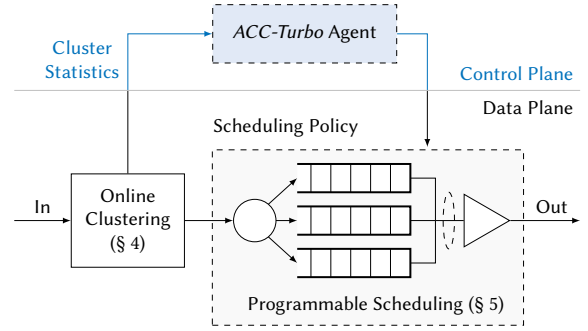 ACC-Turbo Agent
Cluster
Statistics
Control Plane
Data Plane
Scheduling Policy
In
Online
Clustering
(§ 4)
Out
Programmable Scheduling (§ 5)